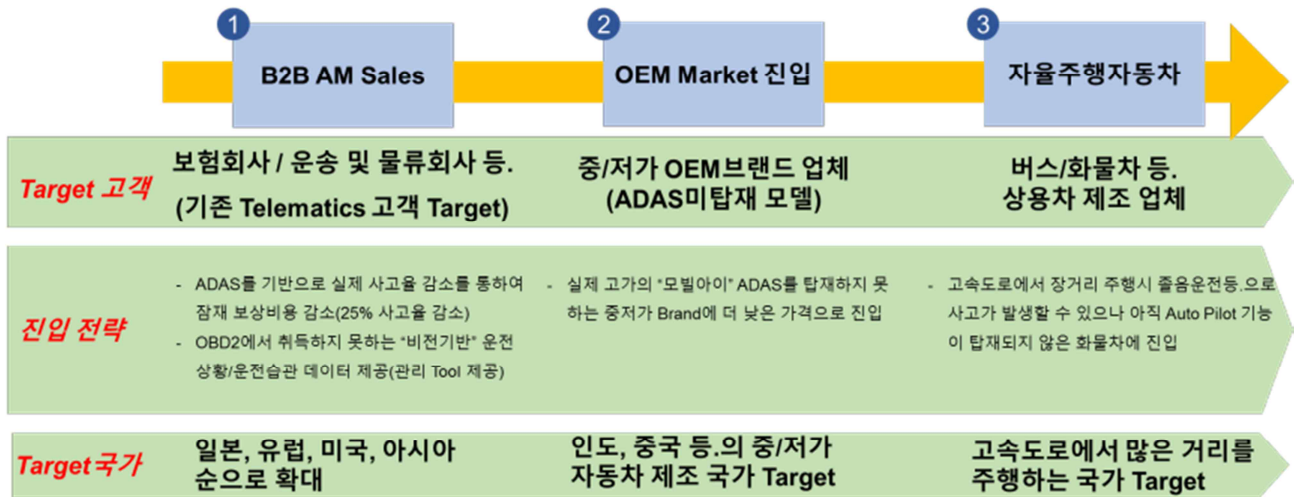 1
B2B AM Sales
2
OEM Market 진입
3
자율주행자동차
Target 고객
보험회사 / 운송 및 물류회사 등.
(기존 Telematics 고객 Target)
중/저가 OEM브랜드 업체
(ADAS미탑재 모델)
버스/화물차 등.
상용차 제조 업체
진입 전략
- ADAS를 기반으로 실제 사고율 감소를 통하여
잠재 보상비용 감소(25% 사고율 감소)
- OBD2에서 취득하지 못하는 “비전기반” 운전
상황/운전습관 데이터 제공(관리 Tool 제공)
- 실제 고가의 “모빌아이” ADAS를 탑재하지 못
하는 중저가 Brand에 더 낮은 가격으로 진입
- 고속도로에서 장거리 주행시 졸음운전등.으로
사고가 발생할 수 있으나 아직 Auto Pilot 기능
이 탑재되지 않은 화물차에 진입
Target국가
일본, 유럽, 미국, 아시아
순으로 확대
인도, 중국 등.의 중/저가
자동차 제조 국가 Target
고속도로에서 많은 거리를
주행하는 국가 Target